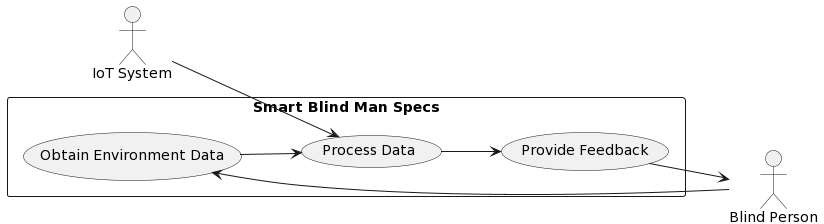 IoT System
Smart Blind Man Specs
Obtain Environment Data
Process Data
Provide Feedback
Blind Person